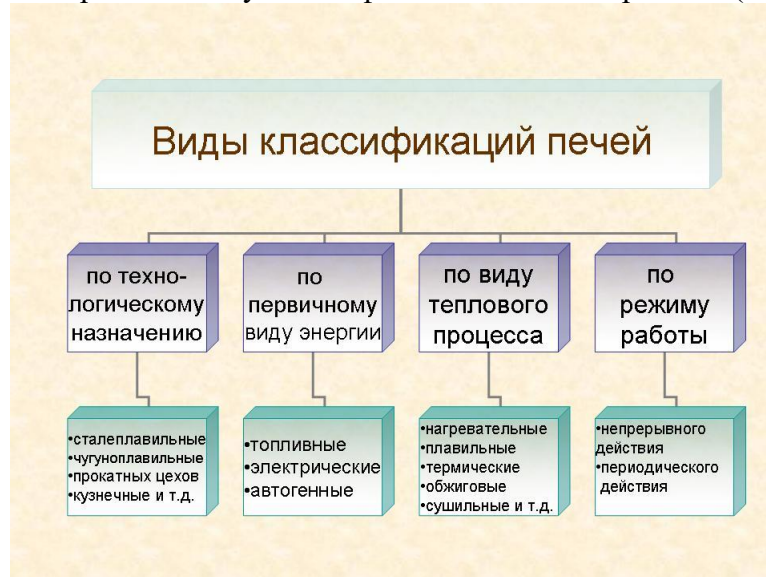 Виды классификаций печей
по техно-
логическому
назначению
по
первичному
виду энергии
по виду
теплового
процесса
по
режиму
работы
•сталеплавильные
•чугуноплавильные
•прокатных цехов
•кузнечные и т.д.
•топливные
•электрические
•автогенные
•нагревательные
•плавильные
•термические
•обжиговые
•сушильные и т.д.
•непрерывного
действия
•периодического
действия